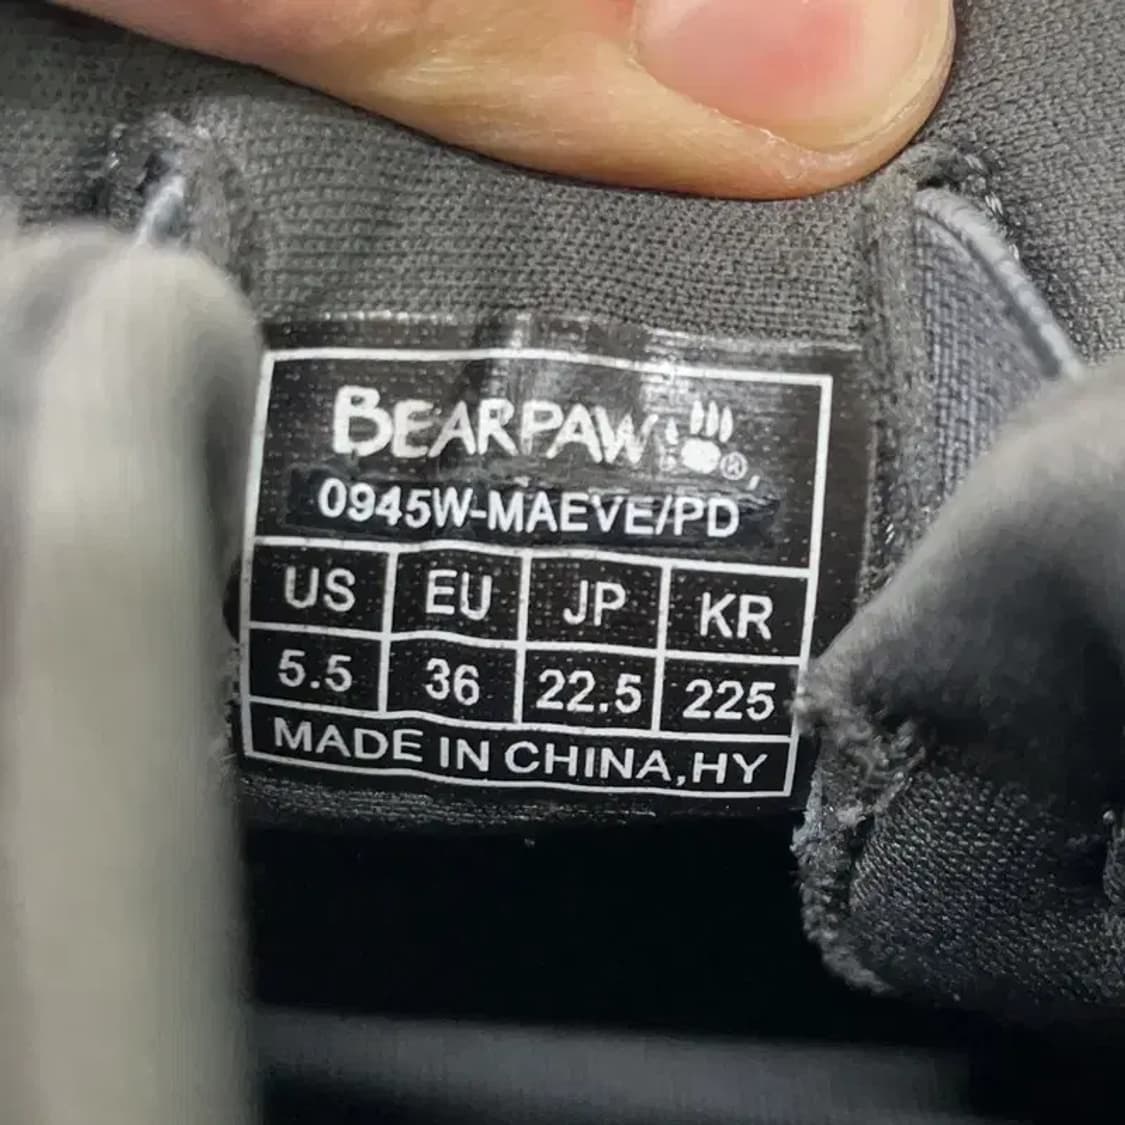 BEARPAW ®
0945W-MAEVE/PD
US EU JP KR
5.5 36 22.5 225
MADE IN CHINA,HY